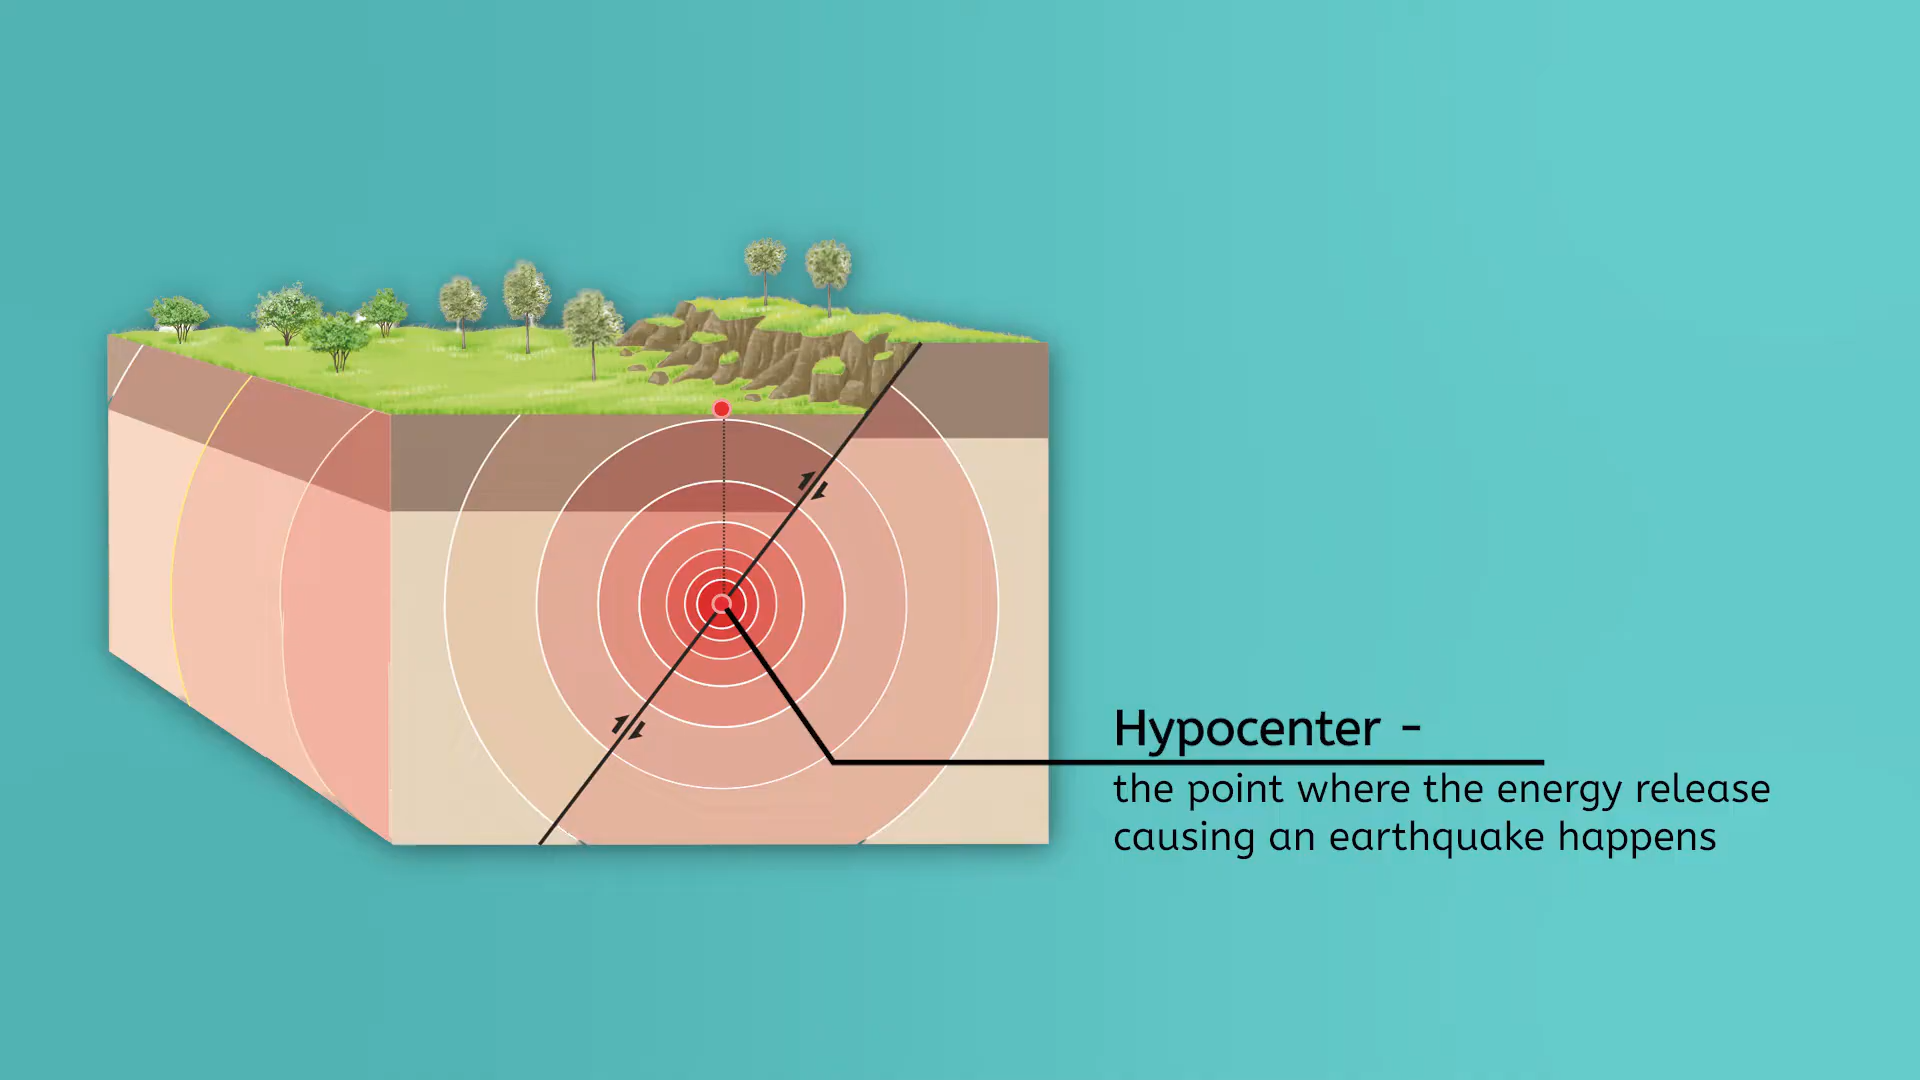 Hypocenter -
the point where the energy release
causing an earthquake happens